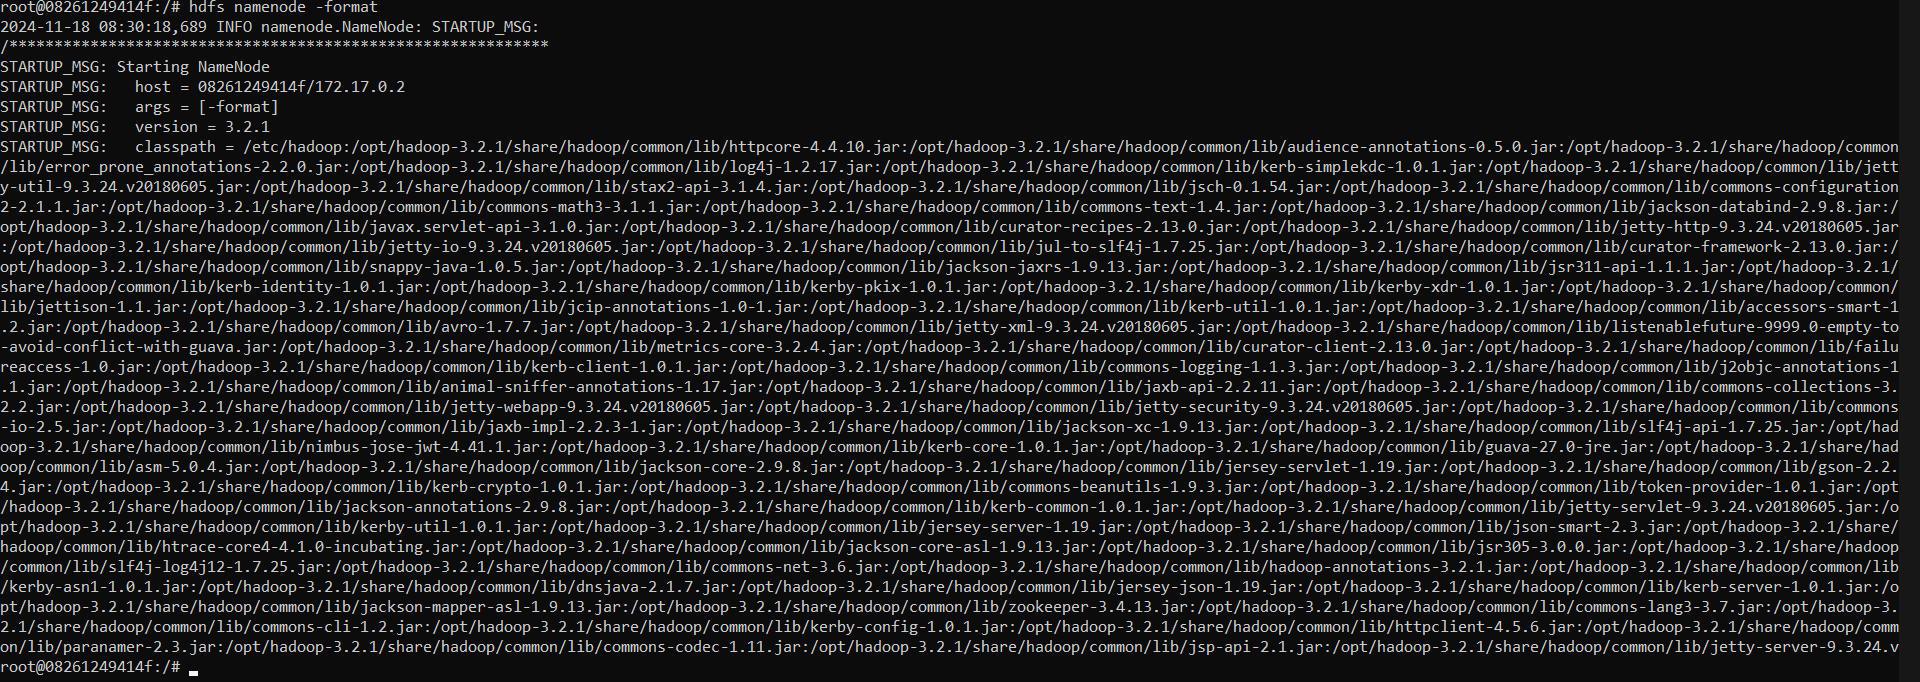 root@08261249414f:/# hdfs namenode -format
2024-11-18 08:30:18,689 INFO namenode.NameNode: STARTUP_MSG:
/************************************************************
STARTUP_MSG: Starting NameNode
STARTUP_MSG:   host = 08261249414f/172.17.0.2
STARTUP_MSG:   args = [-format]
STARTUP_MSG:   version = 3.2.1
STARTUP_MSG:   classpath = /etc/hadoop:/opt/hadoop-3.2.1/share/hadoop/common/lib/httpcore-4.4.10.jar:/opt/hadoop-3.2.1/share/hadoop/common/lib/audience-annotations-0.5.0.jar:/opt/hadoop-3.2.1/share/hadoop/common
/lib/error_prone_annotations-2.2.0.jar:/opt/hadoop-3.2.1/share/hadoop/common/lib/log4j-1.2.17.jar:/opt/hadoop-3.2.1/share/hadoop/common/lib/kerb-simplekdc-1.0.1.jar:/opt/hadoop-3.2.1/share/hadoop/common/lib/jett
y-util-9.3.24.v20180605.jar:/opt/hadoop-3.2.1/share/hadoop/common/lib/stax2-api-3.1.4.jar:/opt/hadoop-3.2.1/share/hadoop/common/lib/jsch-0.1.54.jar:/opt/hadoop-3.2.1/share/hadoop/common/lib/commons-configuration
2-2.1.1.jar:/opt/hadoop-3.2.1/share/hadoop/common/lib/commons-math3-3.1.1.jar:/opt/hadoop-3.2.1/share/hadoop/common/lib/commons-text-1.4.jar:/opt/hadoop-3.2.1/share/hadoop/common/lib/jackson-databind-2.9.8.jar:/
opt/hadoop-3.2.1/share/hadoop/common/lib/javax.servlet-api-3.1.0.jar:/opt/hadoop-3.2.1/share/hadoop/common/lib/curator-recipes-2.13.0.jar:/opt/hadoop-3.2.1/share/hadoop/common/lib/jetty-http-9.3.24.v20180605.jar
:/opt/hadoop-3.2.1/share/hadoop/common/lib/jetty-io-9.3.24.v20180605.jar:/opt/hadoop-3.2.1/share/hadoop/common/lib/jul-to-slf4j-1.7.25.jar:/opt/hadoop-3.2.1/share/hadoop/common/lib/curator-framework-2.13.0.jar:/
opt/hadoop-3.2.1/share/hadoop/common/lib/snappy-java-1.0.5.jar:/opt/hadoop-3.2.1/share/hadoop/common/lib/jackson-jaxrs-1.9.13.jar:/opt/hadoop-3.2.1/share/hadoop/common/lib/jsr311-api-1.1.1.jar:/opt/hadoop-3.2.1/
share/hadoop/common/lib/kerb-identity-1.0.1.jar:/opt/hadoop-3.2.1/share/hadoop/common/lib/kerby-pkix-1.0.1.jar:/opt/hadoop-3.2.1/share/hadoop/common/lib/kerby-xdr-1.0.1.jar:/opt/hadoop-3.2.1/share/hadoop/common/
lib/jettison-1.1.jar:/opt/hadoop-3.2.1/share/hadoop/common/lib/jcip-annotations-1.0-1.jar:/opt/hadoop-3.2.1/share/hadoop/common/lib/kerb-util-1.0.1.jar:/opt/hadoop-3.2.1/share/hadoop/common/lib/accessors-smart-1
.2.jar:/opt/hadoop-3.2.1/share/hadoop/common/lib/avro-1.7.7.jar:/opt/hadoop-3.2.1/share/hadoop/common/lib/jetty-xml-9.3.24.v20180605.jar:/opt/hadoop-3.2.1/share/hadoop/common/lib/listenablefuture-9999.0-empty-to
-avoid-conflict-with-guava.jar:/opt/hadoop-3.2.1/share/hadoop/common/lib/metrics-core-3.2.4.jar:/opt/hadoop-3.2.1/share/hadoop/common/lib/curator-client-2.13.0.jar:/opt/hadoop-3.2.1/share/hadoop/common/lib/failu
reaccess-1.0.jar:/opt/hadoop-3.2.1/share/hadoop/common/lib/kerb-client-1.0.1.jar:/opt/hadoop-3.2.1/share/hadoop/common/lib/commons-logging-1.1.3.jar:/opt/hadoop-3.2.1/share/hadoop/common/lib/j2objc-annotations-1
.1.jar:/opt/hadoop-3.2.1/share/hadoop/common/lib/animal-sniffer-annotations-1.17.jar:/opt/hadoop-3.2.1/share/hadoop/common/lib/jaxb-api-2.2.11.jar:/opt/hadoop-3.2.1/share/hadoop/common/lib/commons-collections-3.
2.2.jar:/opt/hadoop-3.2.1/share/hadoop/common/lib/jetty-webapp-9.3.24.v20180605.jar:/opt/hadoop-3.2.1/share/hadoop/common/lib/jetty-security-9.3.24.v20180605.jar:/opt/hadoop-3.2.1/share/hadoop/common/lib/commons
-io-2.5.jar:/opt/hadoop-3.2.1/share/hadoop/common/lib/jaxb-impl-2.2.3-1.jar:/opt/hadoop-3.2.1/share/hadoop/common/lib/jackson-xc-1.9.13.jar:/opt/hadoop-3.2.1/share/hadoop/common/lib/slf4j-api-1.7.25.jar:/opt/had
oop-3.2.1/share/hadoop/common/lib/nimbus-jose-jwt-4.41.1.jar:/opt/hadoop-3.2.1/share/hadoop/common/lib/kerb-core-1.0.1.jar:/opt/hadoop-3.2.1/share/hadoop/common/lib/guava-27.0-jre.jar:/opt/hadoop-3.2.1/share/had
oop/common/lib/asm-5.0.4.jar:/opt/hadoop-3.2.1/share/hadoop/common/lib/jackson-core-2.9.8.jar:/opt/hadoop-3.2.1/share/hadoop/common/lib/jersey-servlet-1.19.jar:/opt/hadoop-3.2.1/share/hadoop/common/lib/gson-2.2.
4.jar:/opt/hadoop-3.2.1/share/hadoop/common/lib/kerb-crypto-1.0.1.jar:/opt/hadoop-3.2.1/share/hadoop/common/lib/commons-beanutils-1.9.3.jar:/opt/hadoop-3.2.1/share/hadoop/common/lib/token-provider-1.0.1.jar:/opt
/hadoop-3.2.1/share/hadoop/common/lib/jackson-annotations-2.9.8.jar:/opt/hadoop-3.2.1/share/hadoop/common/lib/kerb-common-1.0.1.jar:/opt/hadoop-3.2.1/share/hadoop/common/lib/jetty-servlet-9.3.24.v20180605.jar:/o
pt/hadoop-3.2.1/share/hadoop/common/lib/kerby-util-1.0.1.jar:/opt/hadoop-3.2.1/share/hadoop/common/lib/jersey-server-1.19.jar:/opt/hadoop-3.2.1/share/hadoop/common/lib/json-smart-2.3.jar:/opt/hadoop-3.2.1/share/
hadoop/common/lib/htrace-core4-4.1.0-incubating.jar:/opt/hadoop-3.2.1/share/hadoop/common/lib/jackson-core-asl-1.9.13.jar:/opt/hadoop-3.2.1/share/hadoop/common/lib/jsr305-3.0.0.jar:/opt/hadoop-3.2.1/share/hadoop
/common/lib/slf4j-log4j12-1.7.25.jar:/opt/hadoop-3.2.1/share/hadoop/common/lib/commons-net-3.6.jar:/opt/hadoop-3.2.1/share/hadoop/common/lib/hadoop-annotations-3.2.1.jar:/opt/hadoop-3.2.1/share/hadoop/common/lib
/kerby-asn1-1.0.1.jar:/opt/hadoop-3.2.1/share/hadoop/common/lib/dnsjava-2.1.7.jar:/opt/hadoop-3.2.1/share/hadoop/common/lib/jersey-json-1.19.jar:/opt/hadoop-3.2.1/share/hadoop/common/lib/kerb-server-1.0.1.jar:/o
pt/hadoop-3.2.1/share/hadoop/common/lib/jackson-mapper-asl-1.9.13.jar:/opt/hadoop-3.2.1/share/hadoop/common/lib/zookeeper-3.4.13.jar:/opt/hadoop-3.2.1/share/hadoop/common/lib/commons-lang3-3.7.jar:/opt/hadoop-3.
2.1/share/hadoop/common/lib/commons-cli-1.2.jar:/opt/hadoop-3.2.1/share/hadoop/common/lib/kerby-config-1.0.1.jar:/opt/hadoop-3.2.1/share/hadoop/common/lib/httpclient-4.5.6.jar:/opt/hadoop-3.2.1/share/hadoop/comm
on/lib/paranamer-2.3.jar:/opt/hadoop-3.2.1/share/hadoop/common/lib/commons-codec-1.11.jar:/opt/hadoop-3.2.1/share/hadoop/common/lib/jsp-api-2.1.jar:/opt/hadoop-3.2.1/share/hadoop/common/lib/jetty-server-9.3.24.v
root@08261249414f:/#